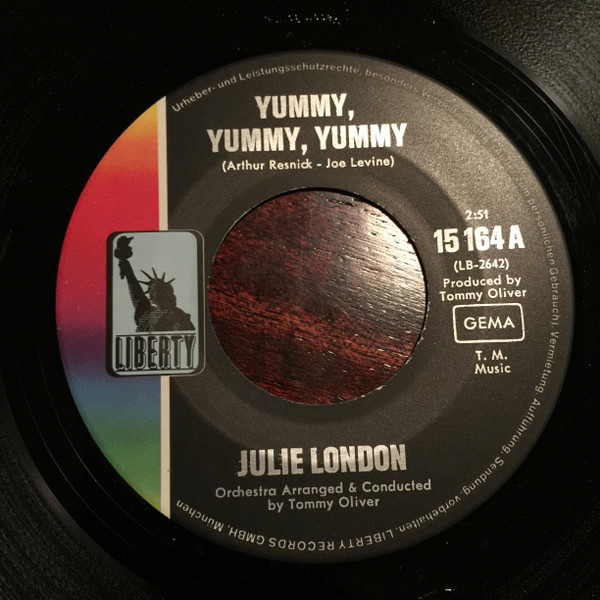 Urheber- und Leistungsschutzrechte, besonders
persönlichen Gebrauch). Vermietung. Aufführung. Sendung vorbehalten. LIBERTY RECORDS GMBH, München
YUMMY,
YUMMY, YUMMY
(Arthur Resnick - Joe Levine)
2:51
15 164 A
(LB-2642)
Produced by
Tommy Oliver
GEMA
T. M.
Music
LIBERTY
JULIE LONDON
Orchestra Arranged & Conducted
by Tommy Oliver